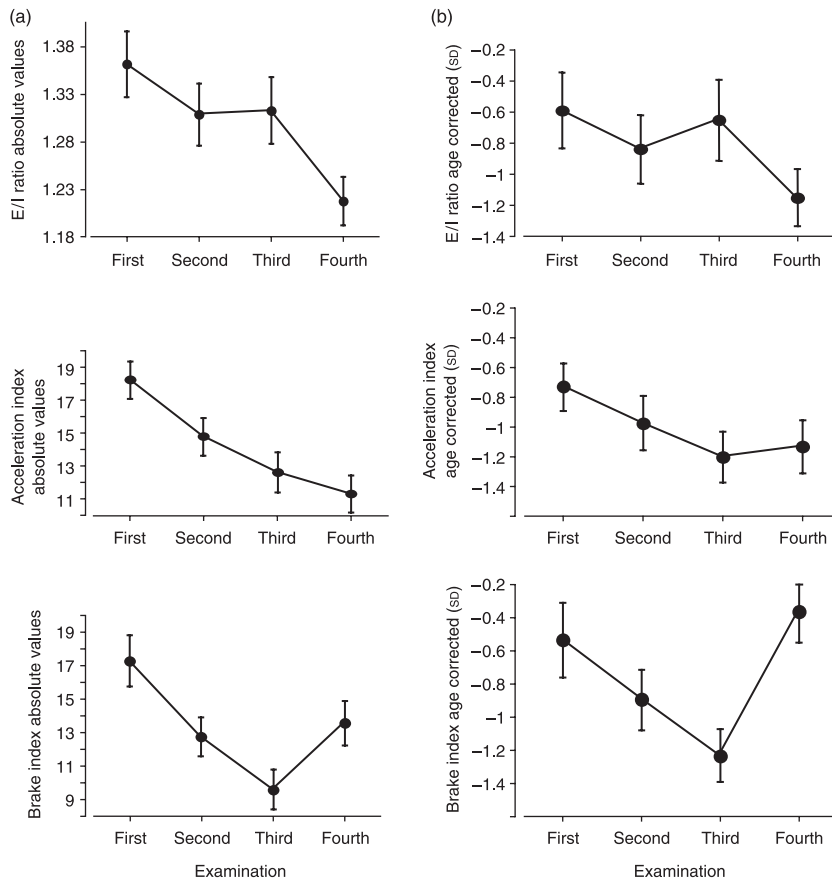 (a)
E/I ratio absolute values
1.38
1.33
1.28
1.23
1.18
First Second Third Fourth
(b)
E/I ratio age corrected (SD)
−0.2
−0.4
−0.6
−0.8
−1
−1.2
−1.4
First Second Third Fourth
Acceleration index
absolute values
19
17
15
13
11
First Second Third Fourth
Acceleration index
age corrected (SD)
−0.2
−0.4
−0.6
−0.8
−1
−1.2
−1.4
First Second Third Fourth
Brake index absolute values
19
17
15
13
11
9
First Second Third Fourth
Examination
Brake index age corrected (SD)
−0.2
−0.4
−0.6
−0.8
−1
−1.2
−1.4
First Second Third Fourth
Examination